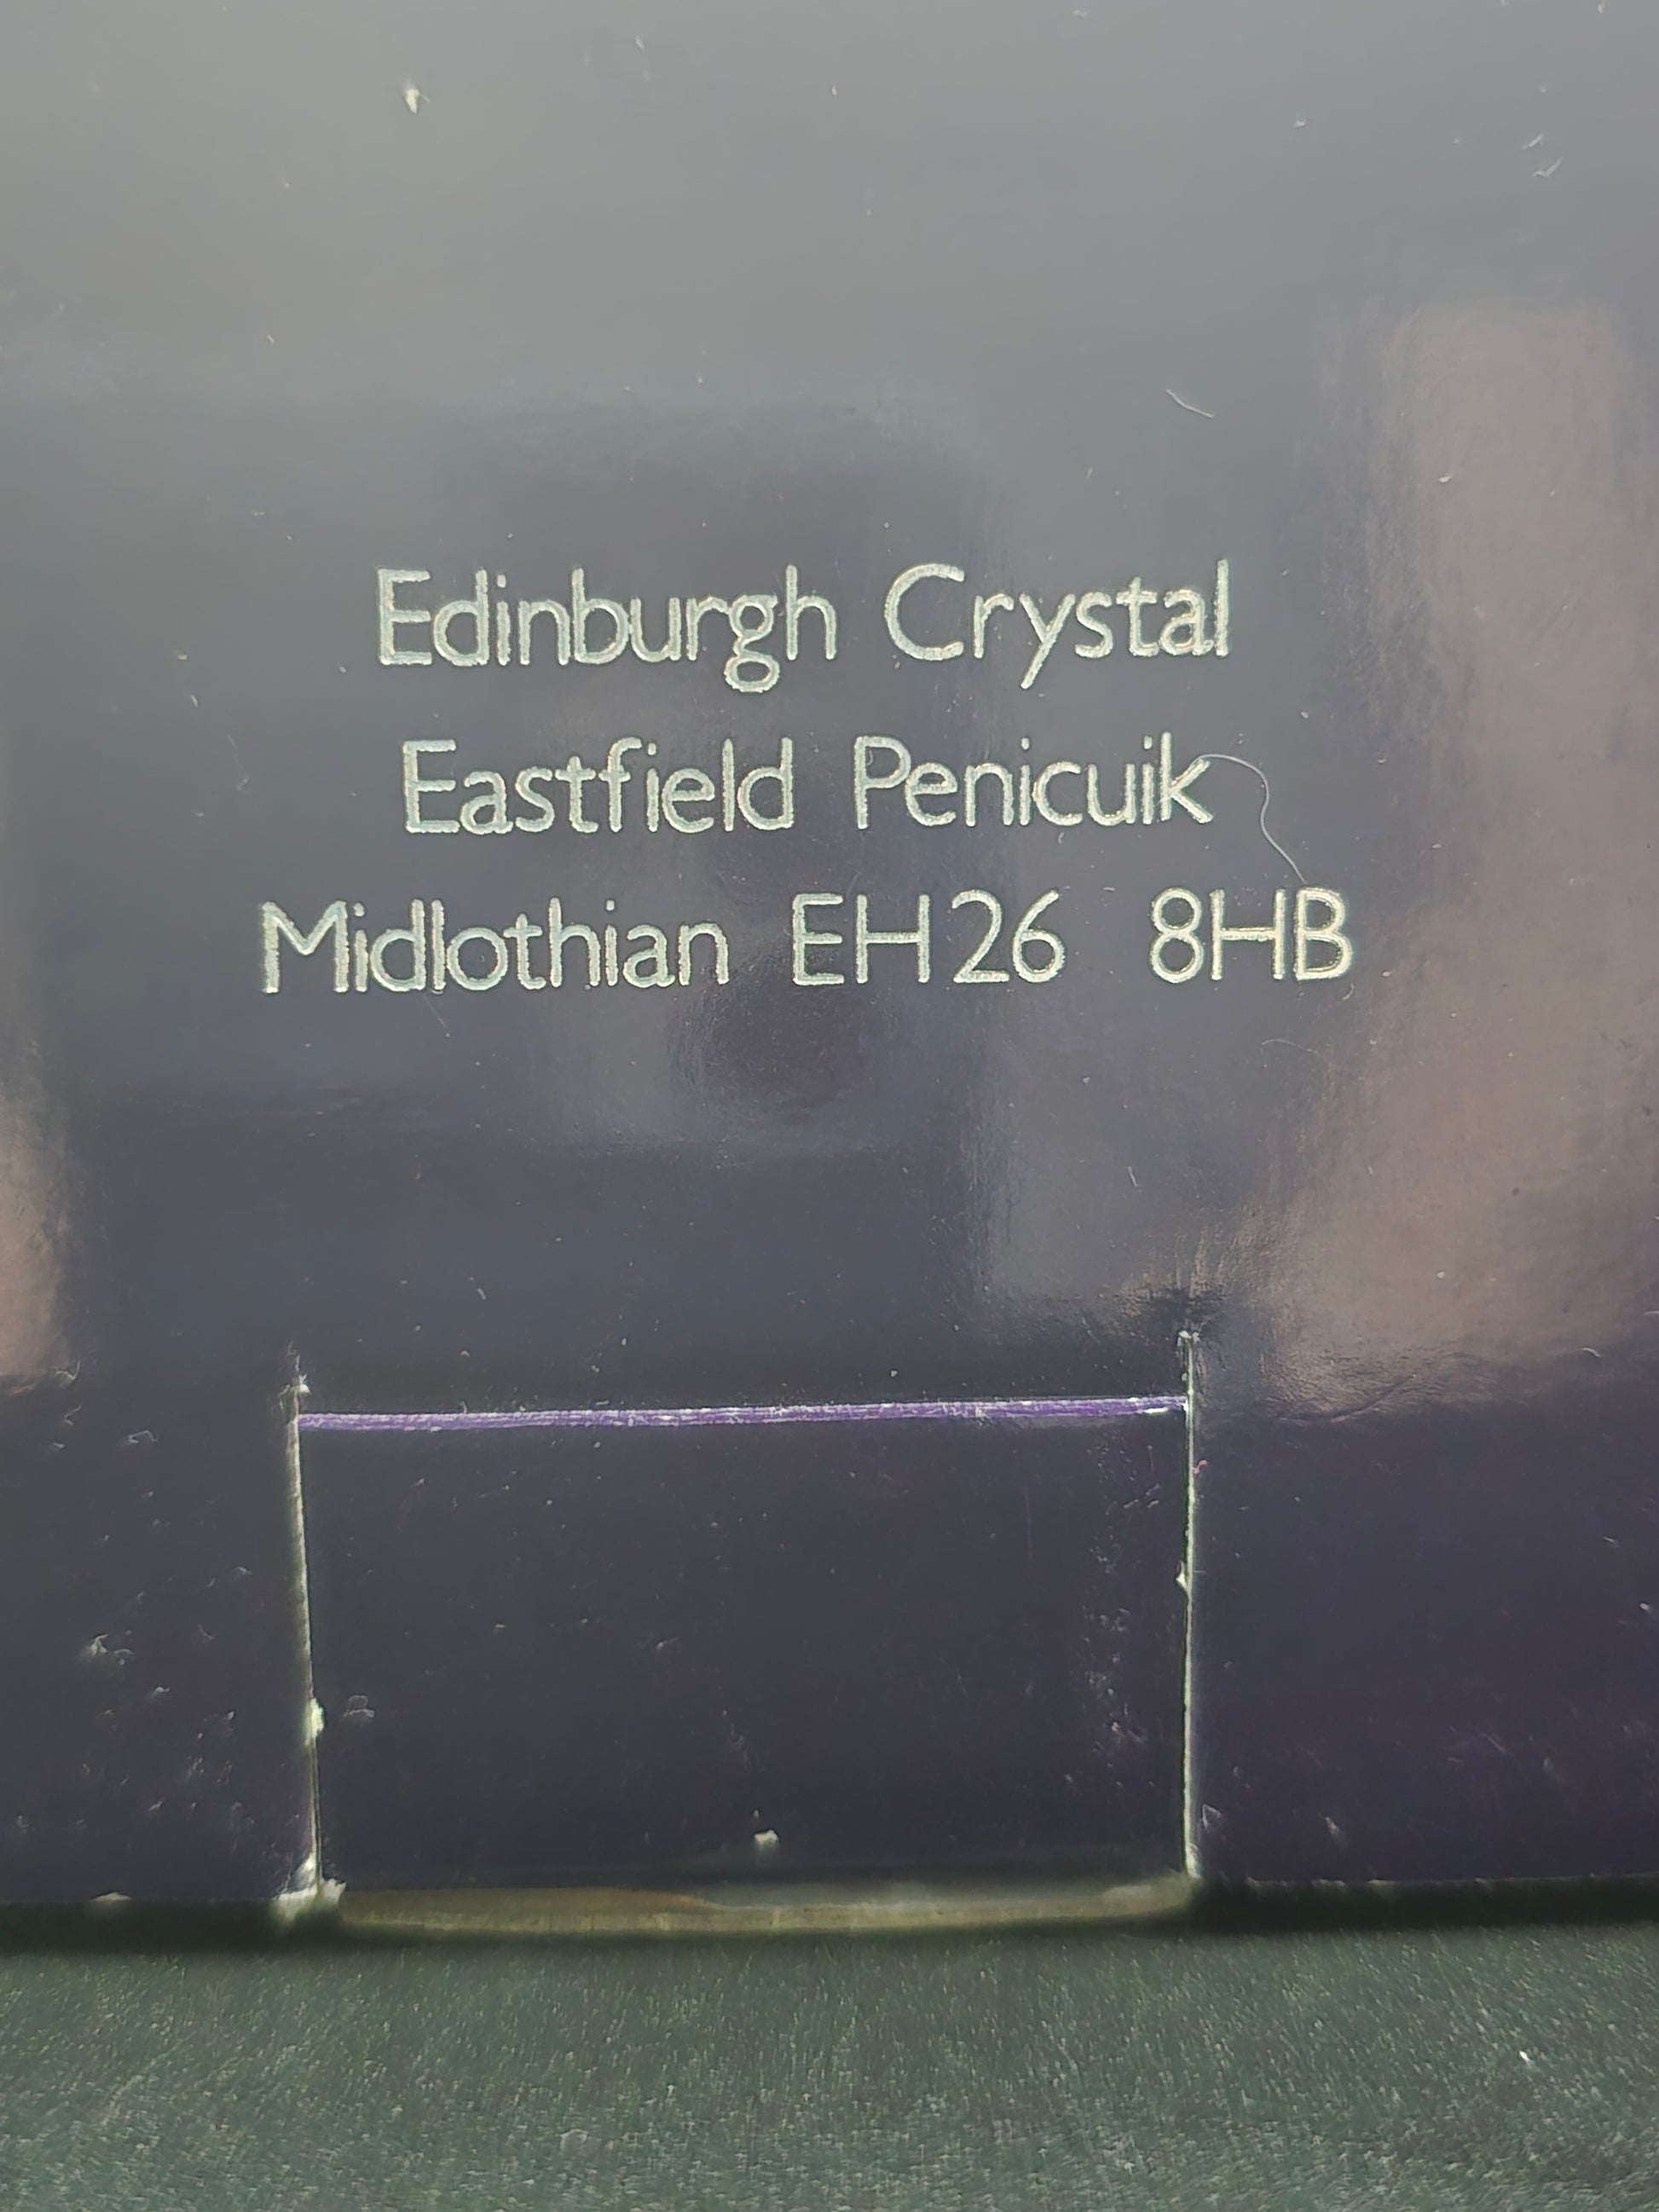 Edinburgh Crystal
Eastfield Penicuik
Midlothian EH26 8HB